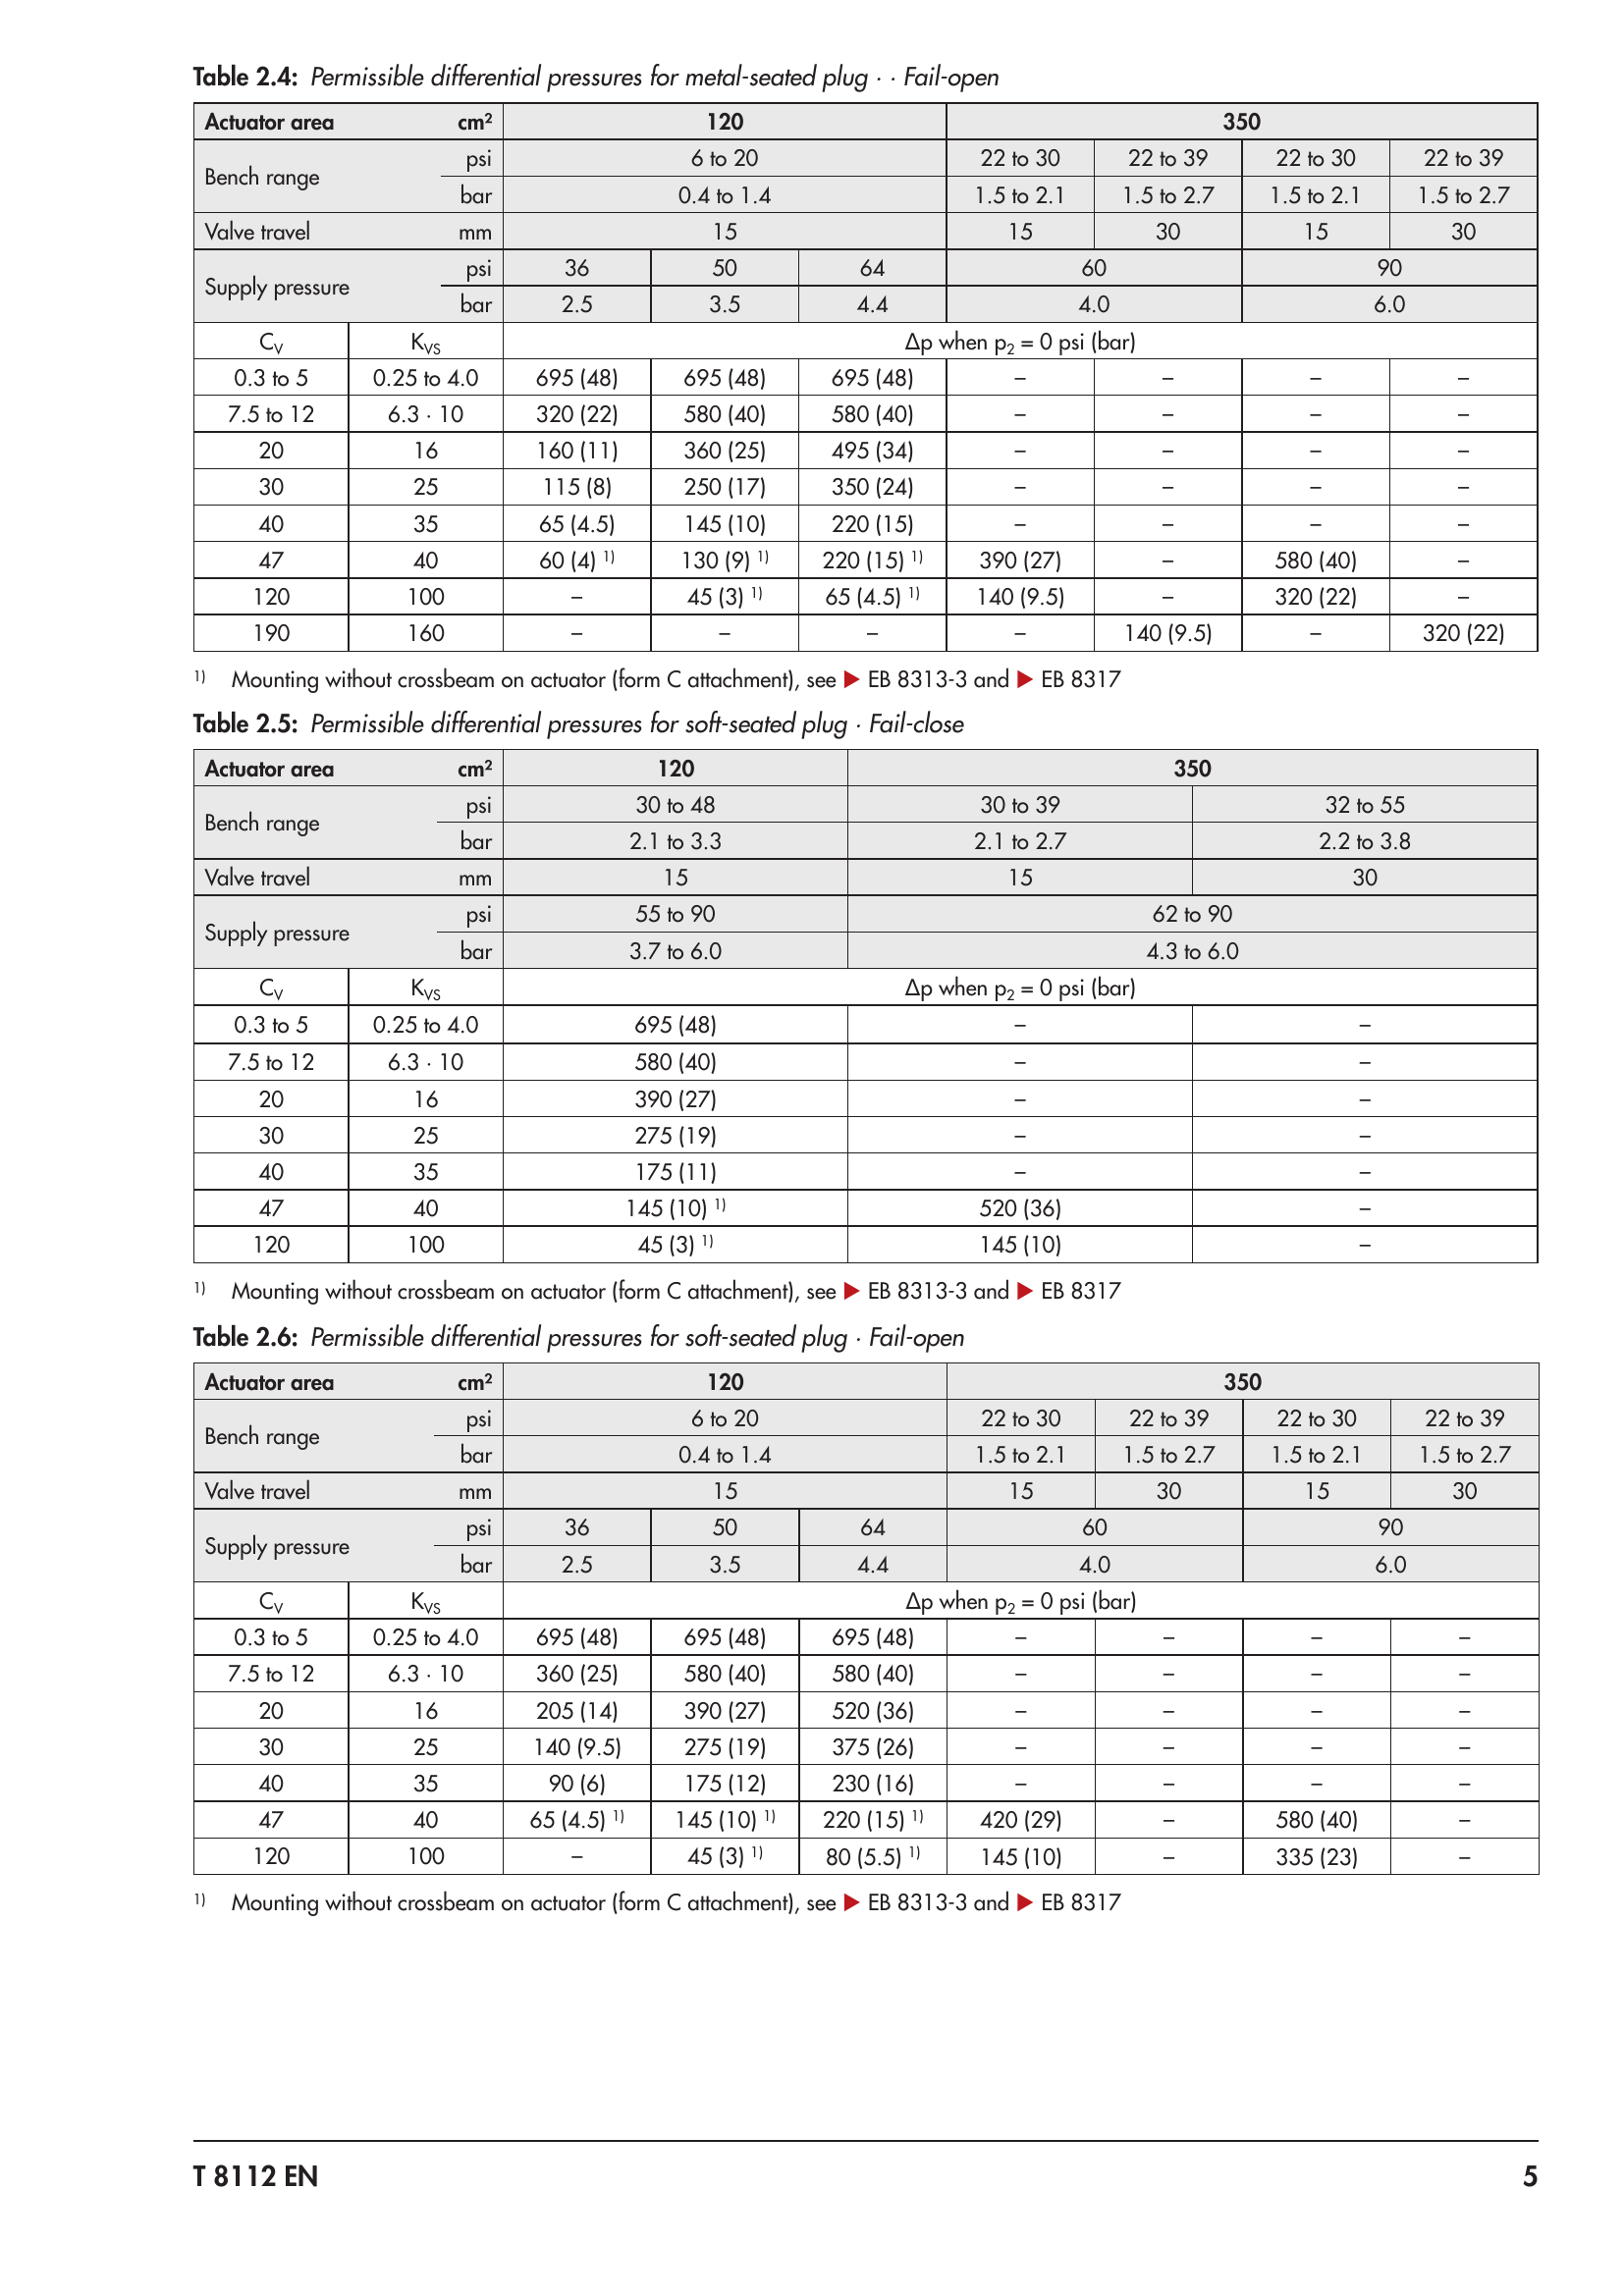 Table 2.4: Permissible differential pressures for metal-seated plug · · Fail-open
Actuator area cm² 120 350
Bench range psi 6 to 20 22 to 30 22 to 39 22 to 30 22 to 39
bar 0.4 to 1.4 1.5 to 2.1 1.5 to 2.7 1.5 to 2.1 1.5 to 2.7
Valve travel mm 15 15 30 15 30
Supply pressure psi 36 50 64 60 90
bar 2.5 3.5 4.4 4.0 6.0
CV KVS Δp when p2 = 0 psi (bar)
0.3 to 5 0.25 to 4.0 695 (48) 695 (48) 695 (48) – – – –
7.5 to 12 6.3 · 10 320 (22) 580 (40) 580 (40) – – – –
20 16 160 (11) 360 (25) 495 (34) – – – –
30 25 115 (8) 250 (17) 350 (24) – – – –
40 35 65 (4.5) 145 (10) 220 (15) – – – –
47 40 60 (4) 1) 130 (9) 1) 220 (15) 1) 390 (27) – 580 (40) –
120 100 – 45 (3) 1) 65 (4.5) 1) 140 (9.5) – 320 (22) –
190 160 – – – – 140 (9.5) – 320 (22)
1) Mounting without crossbeam on actuator (form C attachment), see ▶ EB 8313-3 and ▶ EB 8317
Table 2.5: Permissible differential pressures for soft-seated plug · Fail-close
Actuator area cm² 120 350
Bench range psi 30 to 48 30 to 39 32 to 55
bar 2.1 to 3.3 2.1 to 2.7 2.2 to 3.8
Valve travel mm 15 15 30
Supply pressure psi 55 to 90 62 to 90
bar 3.7 to 6.0 4.3 to 6.0
CV KVS Δp when p2 = 0 psi (bar)
0.3 to 5 0.25 to 4.0 695 (48) – –
7.5 to 12 6.3 · 10 580 (40) – –
20 16 390 (27) – –
30 25 275 (19) – –
40 35 175 (11) – –
47 40 145 (10) 1) 520 (36) –
120 100 45 (3) 1) 145 (10) –
1) Mounting without crossbeam on actuator (form C attachment), see ▶ EB 8313-3 and ▶ EB 8317
Table 2.6: Permissible differential pressures for soft-seated plug · Fail-open
Actuator area cm² 120 350
Bench range psi 6 to 20 22 to 30 22 to 39 22 to 30 22 to 39
bar 0.4 to 1.4 1.5 to 2.1 1.5 to 2.7 1.5 to 2.1 1.5 to 2.7
Valve travel mm 15 15 30 15 30
Supply pressure psi 36 50 64 60 90
bar 2.5 3.5 4.4 4.0 6.0
CV KVS Δp when p2 = 0 psi (bar)
0.3 to 5 0.25 to 4.0 695 (48) 695 (48) 695 (48) – – – –
7.5 to 12 6.3 · 10 360 (25) 580 (40) 580 (40) – – – –
20 16 205 (14) 390 (27) 520 (36) – – – –
30 25 140 (9.5) 275 (19) 375 (26) – – – –
40 35 90 (6) 175 (12) 230 (16) – – – –
47 40 65 (4.5) 1) 145 (10) 1) 220 (15) 1) 420 (29) – 580 (40) –
120 100 – 45 (3) 1) 80 (5.5) 1) 145 (10) – 335 (23) –
1) Mounting without crossbeam on actuator (form C attachment), see ▶ EB 8313-3 and ▶ EB 8317
T 8112 EN 5